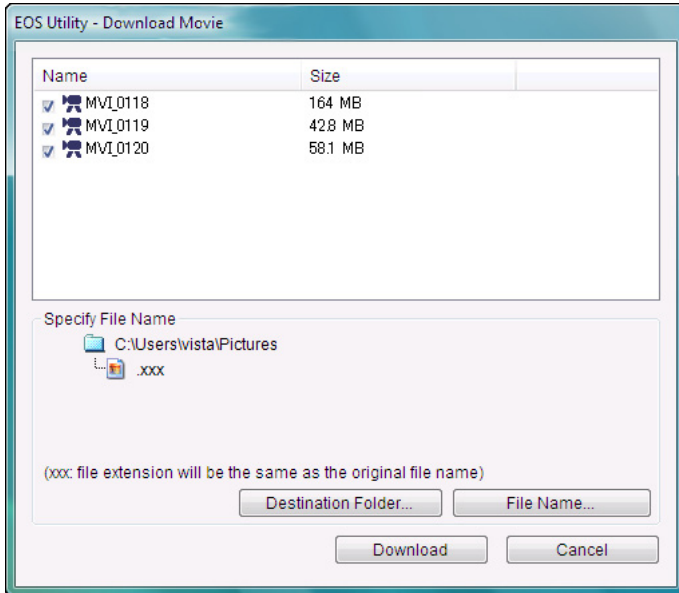 EOS Utility - Download Movie
Name Size
MVI_0118 164 MB
MVI_0119 42.8 MB
MVI_0120 58.1 MB
Specify File Name
C:\Users\vista\Pictures
.xxx
(xxx: file extension will be the same as the original file name)
Destination Folder... File Name...
Download Cancel